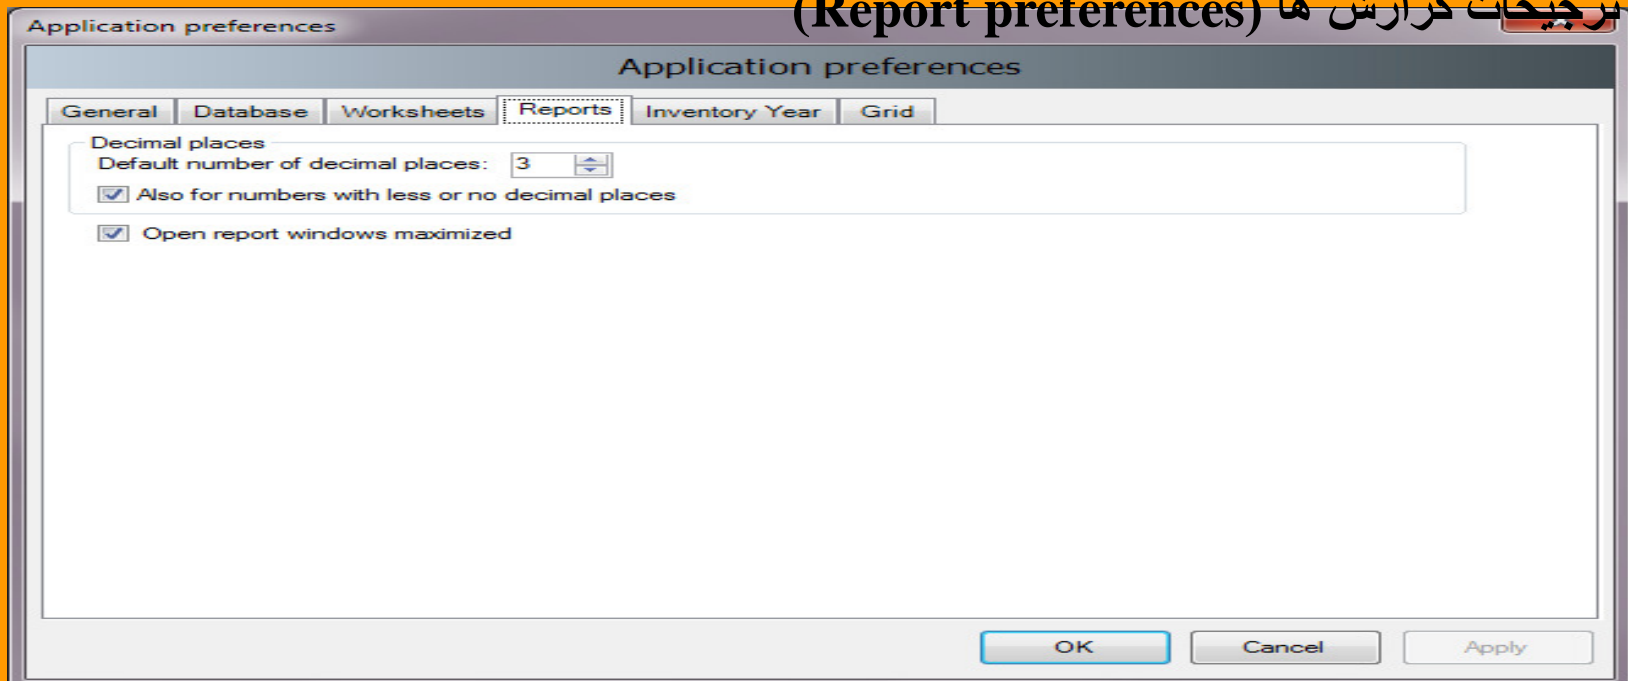 ترجیحات گزارش ها (Report preferences)
Application preferences
Application preferences
General Database Worksheets Reports Inventory Year Grid
Decimal places
Default number of decimal places: 3
Also for numbers with less or no decimal places
Open report windows maximized
OK Cancel Apply